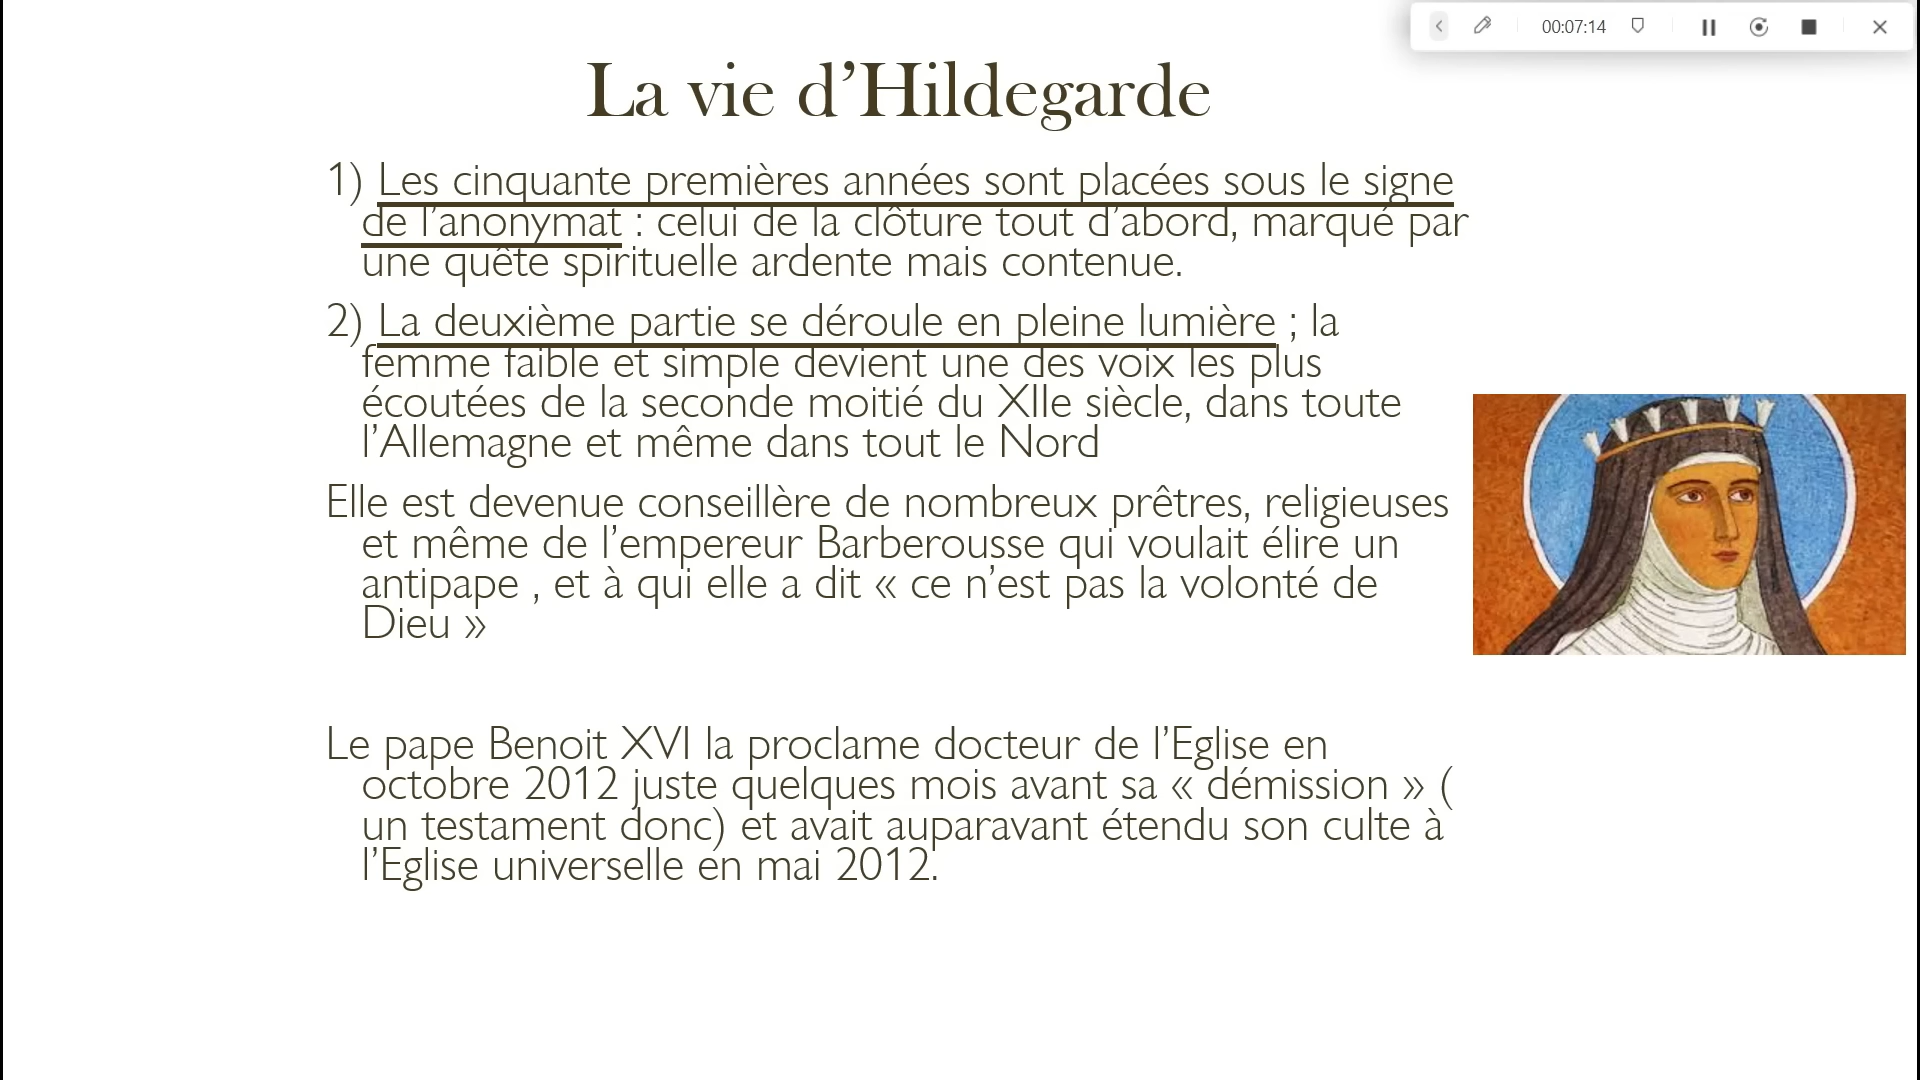 00:07:14
La vie d’Hildegarde
1) Les cinquante premières années sont placées sous le signe
de l’anonymat : celui de la clôture tout d’abord, marqué par
une quête spirituelle ardente mais contenue.
2) La deuxième partie se déroule en pleine lumière ; la
femme faible et simple devient une des voix les plus
écoutées de la seconde moitié du XIIe siècle, dans toute
l’Allemagne et même dans tout le Nord
Elle est devenue conseillère de nombreux prêtres, religieuses
et même de l’empereur Barberousse qui voulait élire un
antipape , et à qui elle a dit « ce n’est pas la volonté de
Dieu »
Le pape Benoit XVI la proclame docteur de l’Eglise en
octobre 2012 juste quelques mois avant sa « démission » (
un testament donc) et avait auparavant étendu son culte à
l’Eglise universelle en mai 2012.